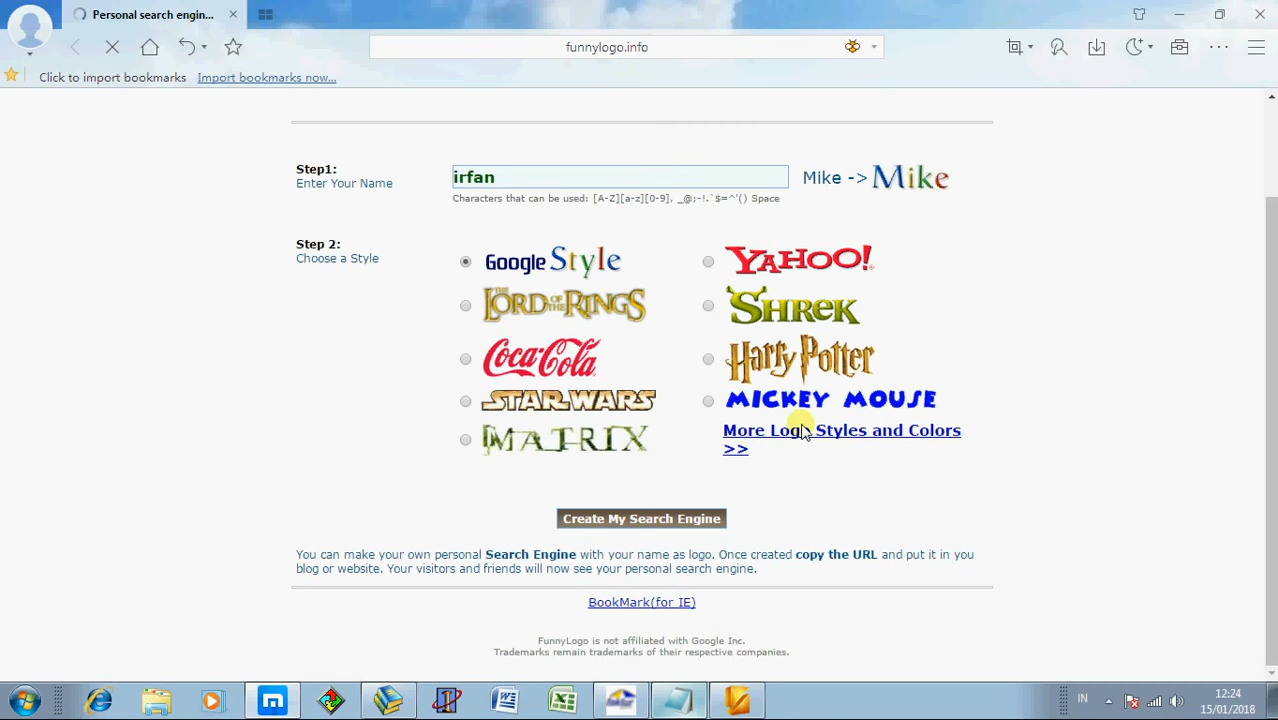 Personal search engin...
funnylogo.info
Click to import bookmarks Import bookmarks now...
Step1:
Enter Your Name
irfan
Mike -> Mike
Characters that can be used: [A-Z][a-z][0-9], _@;-!.`$=^'() Space
Step 2:
Choose a Style
Google Style
YAHOO!
THE LORD OF THE RINGS
SHREK
Coca-Cola
Harry Potter
STAR WARS
MICKEY MOUSE
MATRIX
More Logo Styles and Colors
>>
Create My Search Engine
You can make your own personal Search Engine with your name as logo. Once created copy the URL and put it in you
blog or website. Your visitors and friends will now see your personal search engine.
BookMark(for IE)
FunnyLogo is not affiliated with Google Inc.
Trademarks remain trademarks of their respective companies.
IN
12:24
15/01/2018